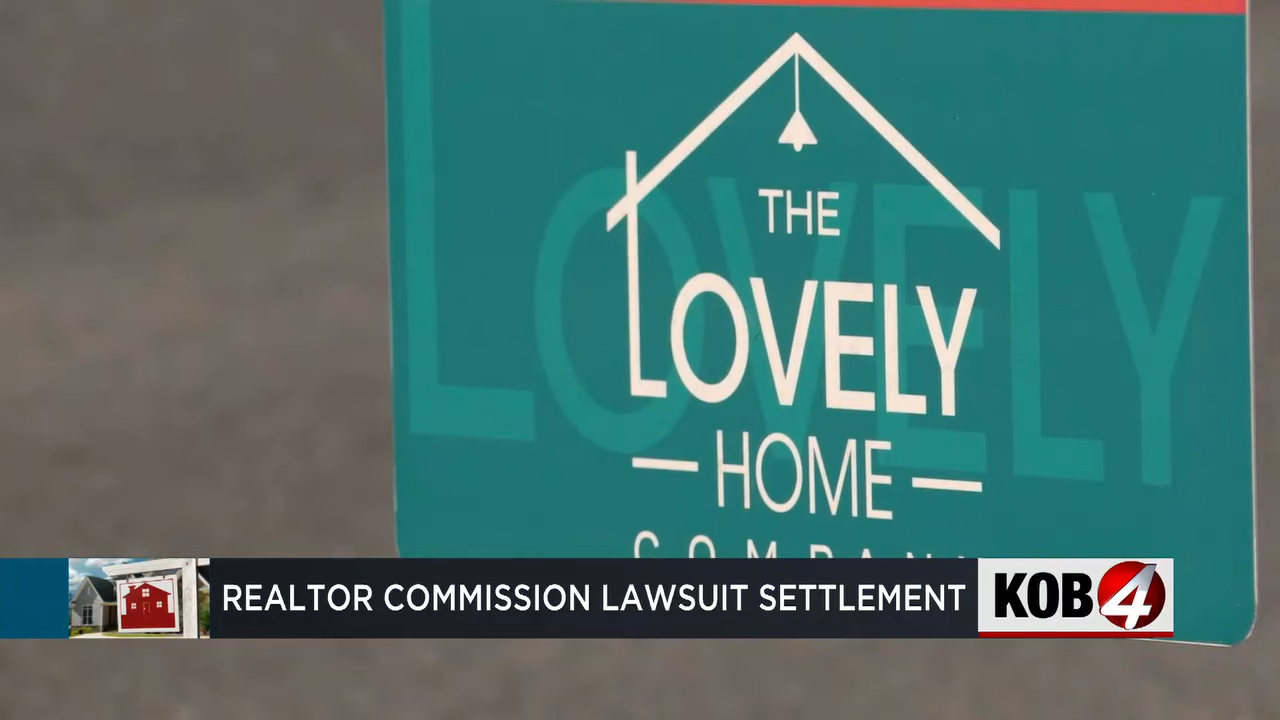 LOVELY
THE
LOVELY
HOME
REALTOR COMMISSION LAWSUIT SETTLEMENT
KOB 4